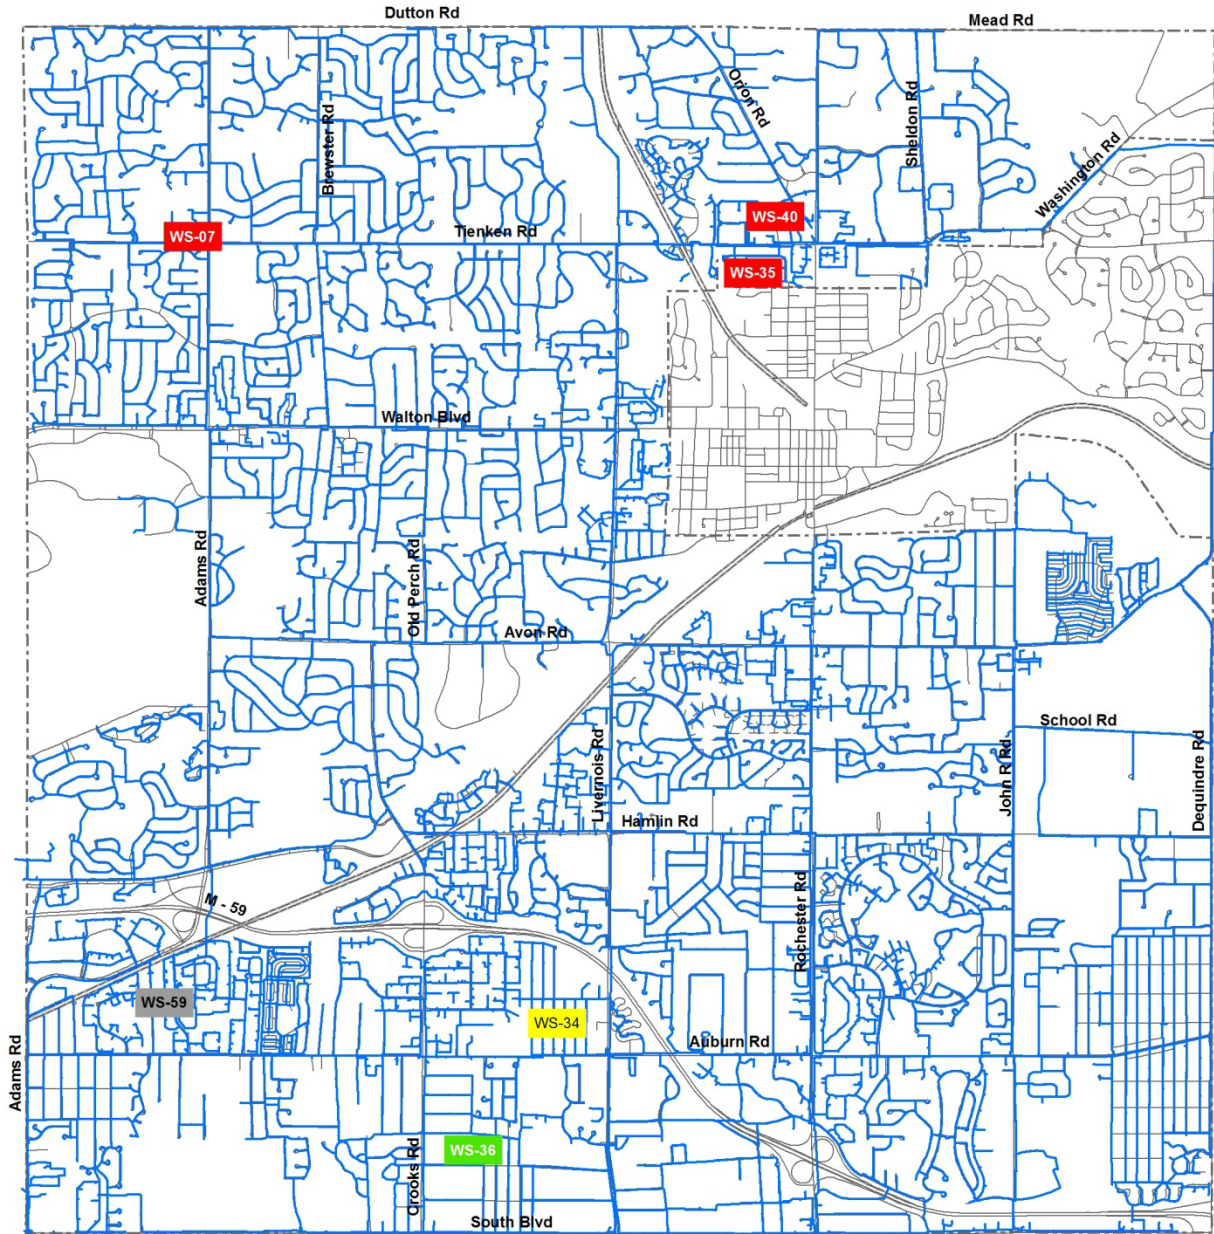 Dutton Rd
Mead Rd
Orion Rd
Brewster Rd
Sheldon Rd
Washington Rd
WS-40
WS-07
Tienken Rd
WS-35
Walton Blvd
Adams Rd
Old Perch Rd
Avon Rd
School Rd
Livernois Rd
John R Rd
Dequindre Rd
Hamlin Rd
M - 59
Rochester Rd
WS-59
WS-34
Auburn Rd
Adams Rd
WS-36
Crooks Rd
South Blvd